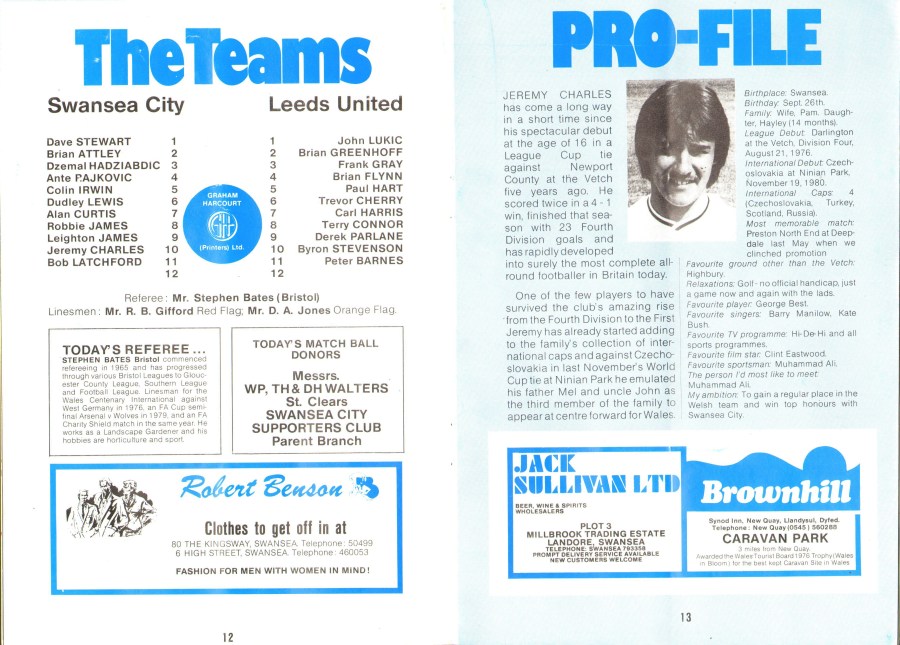 The Teams
Swansea City Leeds United
Dave STEWART 1 1 John LUKIC
Brian ATTLEY 2 2 Brian GREENHOFF
Dzemal HADZIABDIC 3 3 Frank GRAY
Ante RAJKOVIC 4 4 Brian FLYNN
Colin IRWIN 5 5 Paul HART
Dudley LEWIS 6 6 Trevor CHERRY
Alan CURTIS 7 7 Carl HARRIS
Robbie JAMES 8 8 Terry CONNOR
Leighton JAMES 9 9 Derek PARLANE
Jeremy CHARLES 10 10 Byron STEVENSON
Bob LATCHFORD 11 11 Peter BARNES
12 12
GRAHAM
HARCOURT
(Printers) Ltd.
Referee: Mr. Stephen Bates (Bristol)
Linesmen: Mr. R. B. Gifford Red Flag; Mr. D. A. Jones Orange Flag.
TODAY'S REFEREE ...
STEPHEN BATES Bristol commenced
refereeing in 1965 and has progressed
through various Bristol Leagues to Glouc-
ester County League, Southern League
and Football League. Linesman for the
Wales Centenary International against
West Germany in 1976, an FA Cup semi-
final Arsenal v Wolves in 1979, and an FA
Charity Shield match in the same year. He
works as a Landscape Gardener and his
hobbies are horticulture and sport.
TODAY'S MATCH BALL
DONORS
Messrs.
WP, TH & DH WALTERS
St. Clears
SWANSEA CITY
SUPPORTERS CLUB
Parent Branch
Robert Benson
Clothes to get off in at
80 THE KINGSWAY, SWANSEA. Telephone: 50499
6 HIGH STREET, SWANSEA. Telephone: 460053
FASHION FOR MEN WITH WOMEN IN MIND!
12
PRO-FILE
JEREMY CHARLES
has come a long way
in a short time since
his spectacular debut
at the age of 16 in a
League Cup tie
against Newport
County at the Vetch
five years ago. He
scored twice in a 4 - 1
win, finished that sea-
son with 23 Fourth
Division goals and
has rapidly developed
into surely the most complete all-
round footballer in Britain today.
One of the few players to have
survived the club's amazing rise
from the Fourth Division to the First
Jeremy has already started adding
to the family's collection of inter-
national caps and against Czecho-
slovakia in last November's World
Cup tie at Ninian Park he emulated
his father Mel and uncle John as
the third member of the family to
appear at centre forward for Wales.
Birthplace: Swansea.
Birthday: Sept. 26th.
Family: Wife, Pam. Daugh-
ter, Hayley (14 months).
League Debut: Darlington
at the Vetch, Division Four,
August 21, 1976.
International Debut: Czech-
oslovakia at Ninian Park,
November 19, 1980.
International Caps: 4
(Czechoslovakia, Turkey,
Scotland, Russia).
Most memorable match:
Preston North End at Deep-
dale last May when we
clinched promotion
Favourite ground other than the Vetch:
Highbury.
Relaxations: Golf - no official handicap, just
a game now and again with the lads.
Favourite player: George Best.
Favourite singers: Barry Manilow, Kate
Bush.
Favourite TV programme: Hi-De-Hi and all
sports programmes.
Favourite film star: Clint Eastwood.
Favourite sportsman: Muhammad Ali.
The person I'd most like to meet:
Muhammad Ali.
My ambition: To gain a regular place in the
Welsh team and win top honours with
Swansea City.
JACK
SULLIVAN LTD
BEER, WINE & SPIRITS
WHOLESALERS
PLOT 3
MILLBROOK TRADING ESTATE
LANDORE, SWANSEA
TELEPHONE: SWANSEA 793358
PROMPT DELIVERY SERVICE AVAILABLE
NEW CUSTOMERS WELCOME
Brownhill
Synod Inn, New Quay, Llandysul, Dyfed.
Telephone: New Quay (0545) 560288
CARAVAN PARK
3 miles from New Quay.
Awarded the Wales Tourist Board 1976 Trophy (Wales
in Bloom) for the best kept Caravan Site in Wales
13